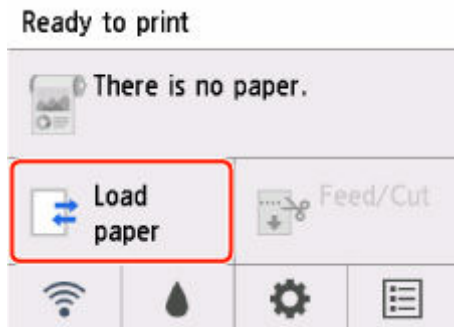 Ready to print
There is no paper.
Load
paper
Feed/Cut